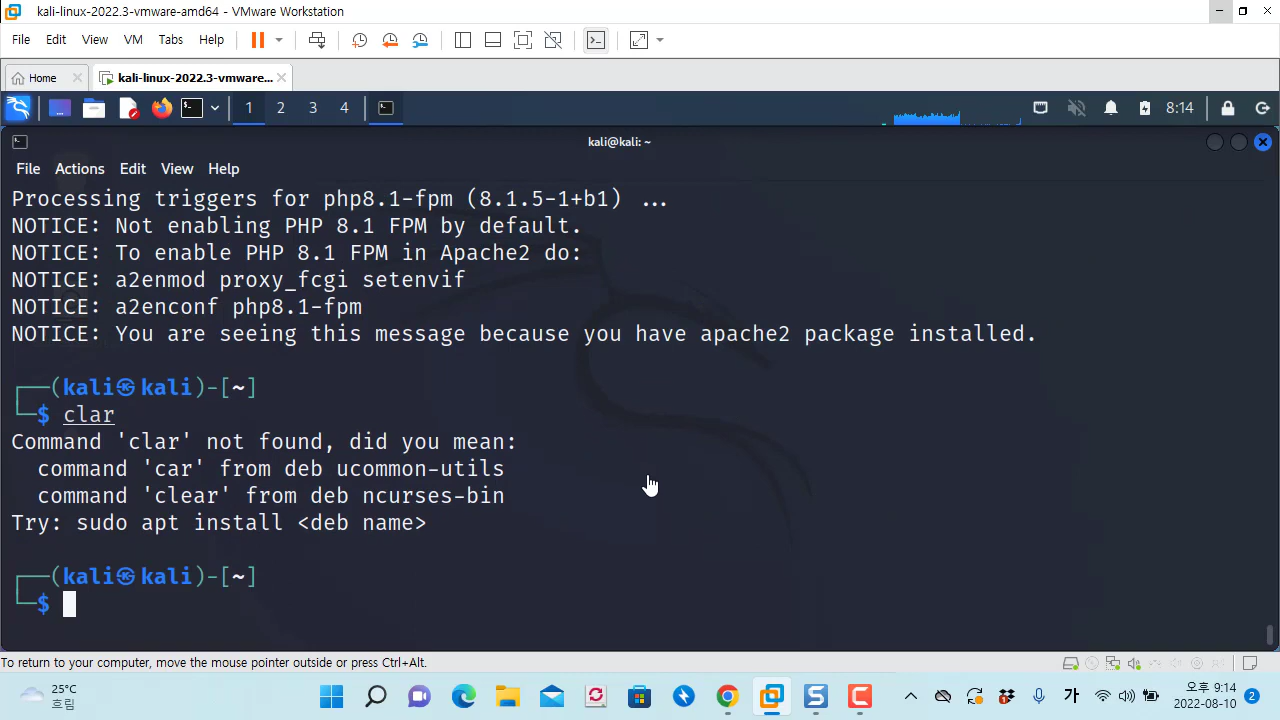 kali-linux-2022.3-vmware-amd64 - VMware Workstation
File Edit View VM Tabs Help
Home kali-linux-2022.3-vmware...
1 2 3 4 8:14
kali@kali: ~
File Actions Edit View Help
Processing triggers for php8.1-fpm (8.1.5-1+b1) ...
NOTICE: Not enabling PHP 8.1 FPM by default.
NOTICE: To enable PHP 8.1 FPM in Apache2 do:
NOTICE: a2enmod proxy_fcgi setenvif
NOTICE: a2enconf php8.1-fpm
NOTICE: You are seeing this message because you have apache2 package installed.
┌──(kali㉿kali)-[~]
└─$ clar
Command 'clar' not found, did you mean:
command 'car' from deb ucommon-utils
command 'clear' from deb ncurses-bin
Try: sudo apt install <deb name>
┌──(kali㉿kali)-[~]
└─$
To return to your computer, move the mouse pointer outside or press Ctrl+Alt.
25°C
흐림
가
오후 9:14
2022-08-10
2